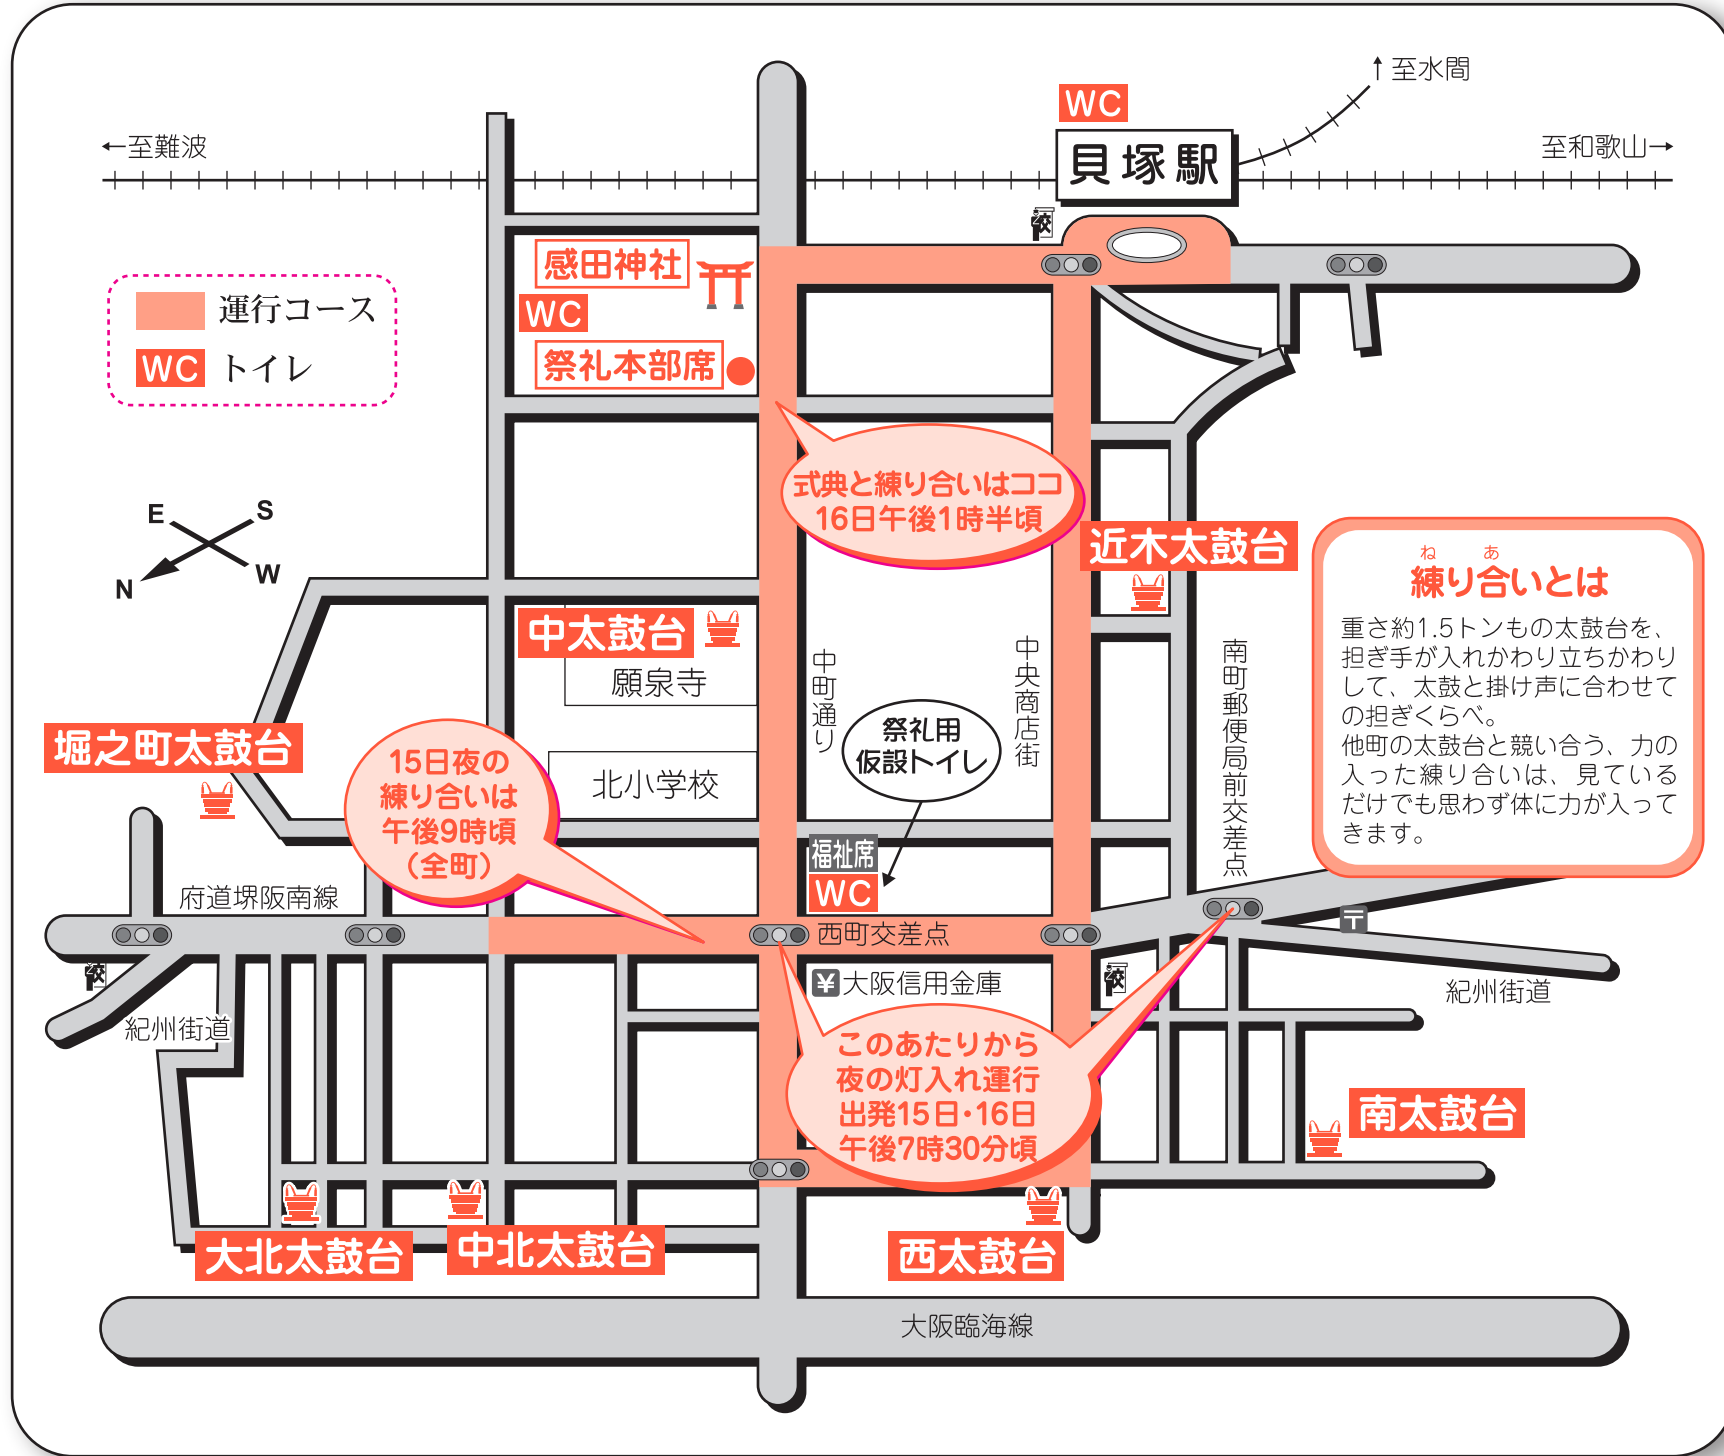 ↑至水間
WC
←至難波
貝塚駅
至和歌山→
感田神社
WC
祭礼本部席
運行コース
WC トイレ
式典と練り合いはココ
16日午後1時半頃
E
S
N
W
近木太鼓台
ね あ
練り合いとは
重さ約1.5トンもの太鼓台を、
担ぎ手が入れかわり立ちかわり
して、太鼓と掛け声に合わせて
の担ぎくらべ。
他町の太鼓台と競い合う、力の
入った練り合いは、見ている
だけでも思わず体に力が入って
きます。
中太鼓台
願泉寺
中町通り
中央商店街
南町郵便局前交差点
堀之町太鼓台
15日夜の
練り合いは
午後9時頃
（全町）
北小学校
祭礼用
仮設トイレ
福祉席
WC
府道堺阪南線
西町交差点
〒
交
交
交
¥大阪信用金庫
紀州街道
紀州街道
このあたりから
夜の灯入れ運行
出発15日・16日
午後7時30分頃
南太鼓台
大北太鼓台
中北太鼓台
西太鼓台
大阪臨海線